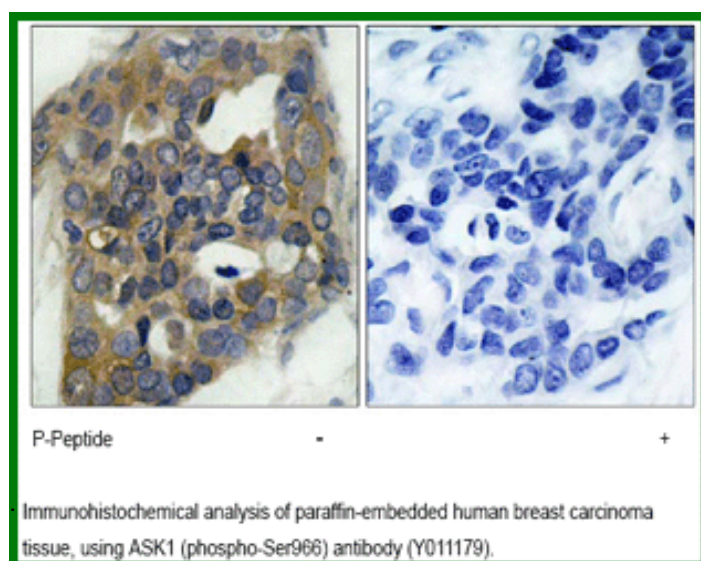 P-Peptide - +
Immunohistochemical analysis of paraffin-embedded human breast carcinoma
tissue, using ASK1 (phospho-Ser966) antibody (Y011179).